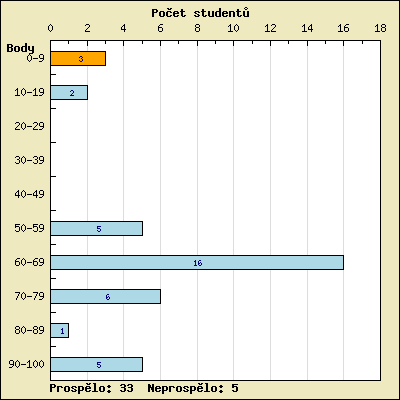 Počet studentů
0 2 4 6 8 10 12 14 16 18
Body
0-9 3
10-19 2
20-29
30-39
40-49
50-59 5
60-69 16
70-79 6
80-89 1
90-100 5
Prospělo: 33 Neprospělo: 5